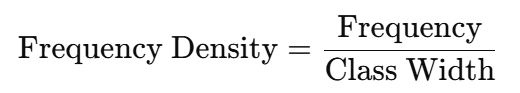 Frequency Density = Frequency / Class Width